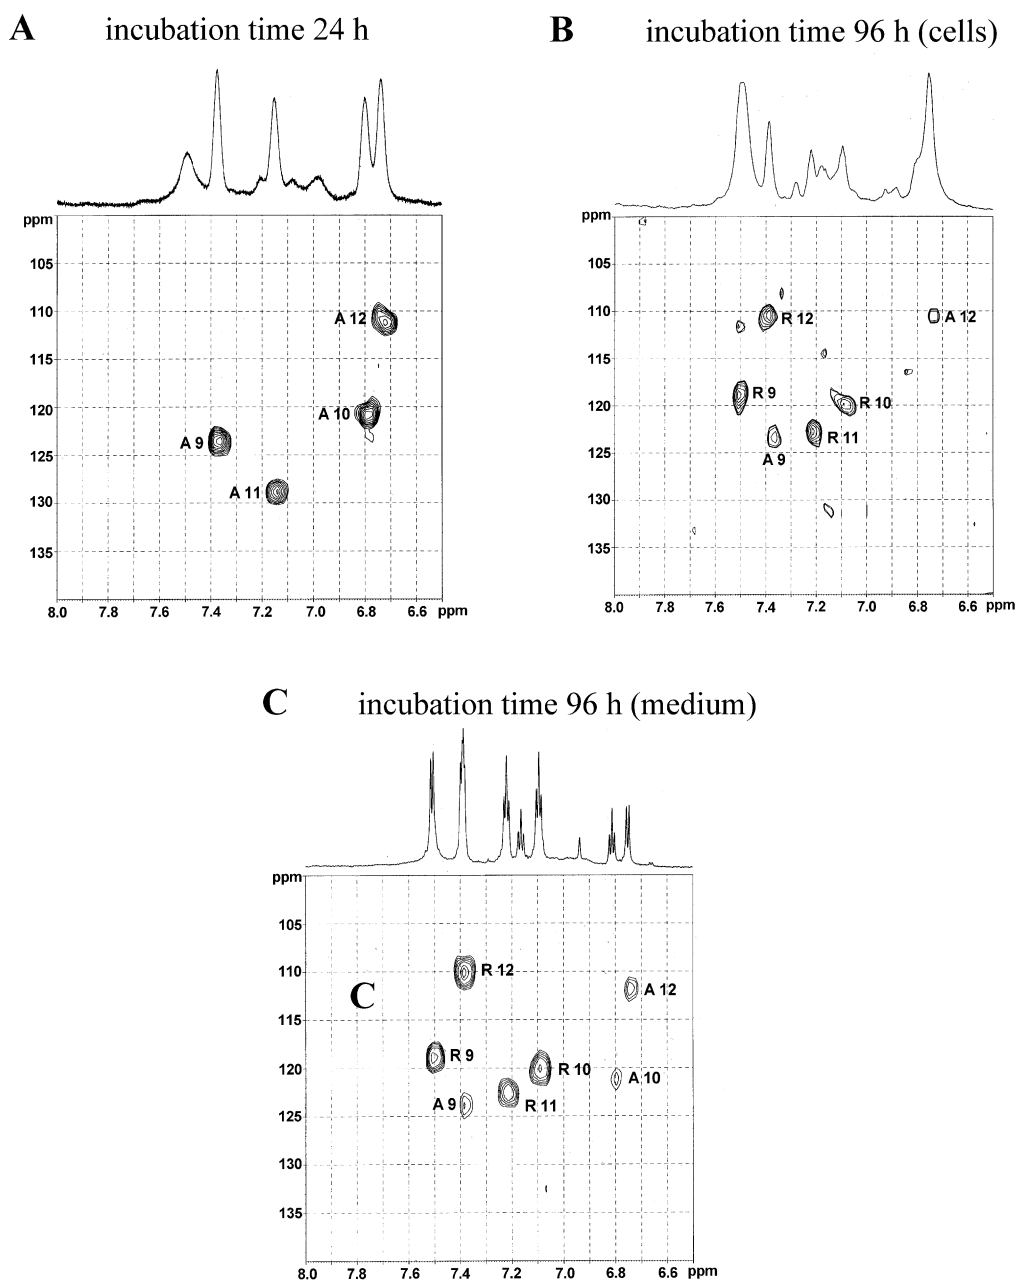 A incubation time 24 h
ppm
105
110
115
120
125
130
135
A 12
A 10
A 9
A 11
8.0 7.8 7.6 7.4 7.2 7.0 6.8 6.6 ppm
B incubation time 96 h (cells)
ppm
105
110
115
120
125
130
135
R 12
A 12
R 9
R 10
R 11
A 9
8.0 7.8 7.6 7.4 7.2 7.0 6.8 6.6 ppm
C incubation time 96 h (medium)
ppm
105
110
115
120
125
130
135
R 12
A 12
C
R 9
R 10
A 10
A 9
R 11
8.0 7.8 7.6 7.4 7.2 7.0 6.8 6.6 ppm